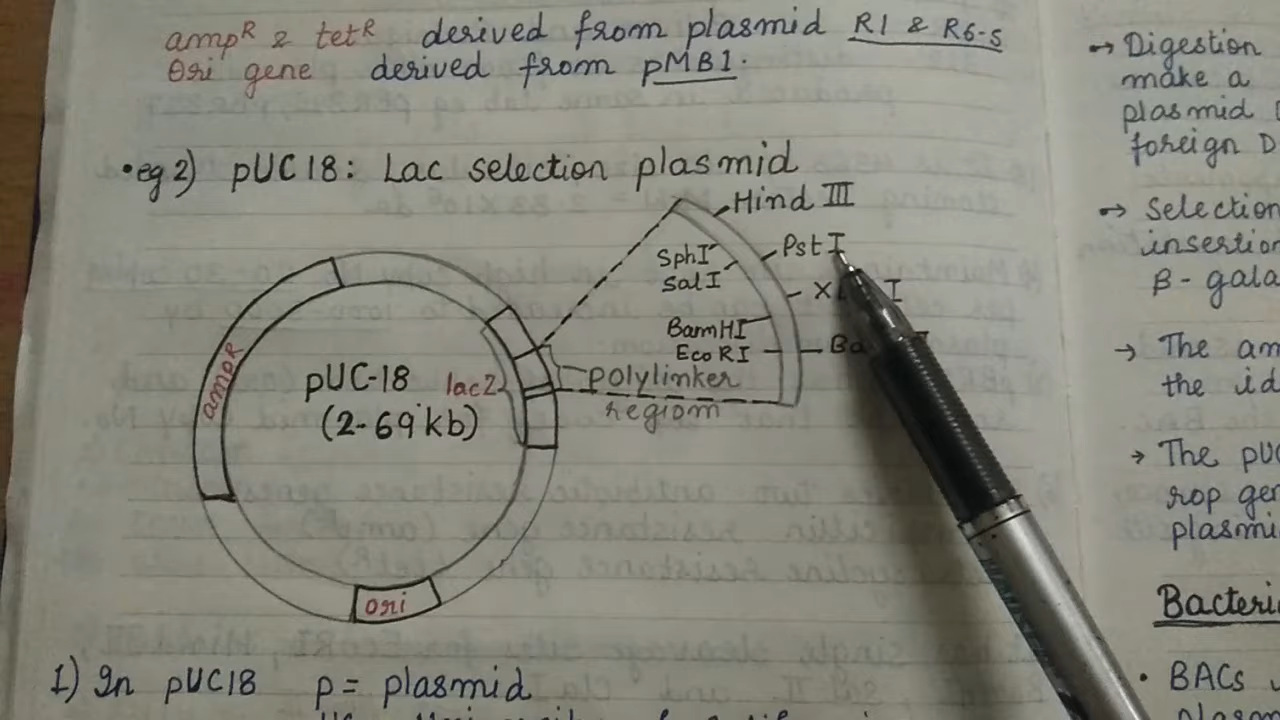 ampR & tetR derived from plasmid R1 & R6-5
Ori gene derived from pMB1.
•eg 2) pUC18: Lac selection plasmid
Hind III
SphI
PstI
SalI
BamHI
EcoRI
polylinker
regiom
ampR
pUC-18
(2-69 kb)
lacZ
ori
1) In pUC18 p = plasmid
→ Digestion
make a
plasmid
foreign D
→ Selection
insertion
β-gala
→ The am
the id
→ The pUC
rop gen
plasmi
Bacteri
• BACs